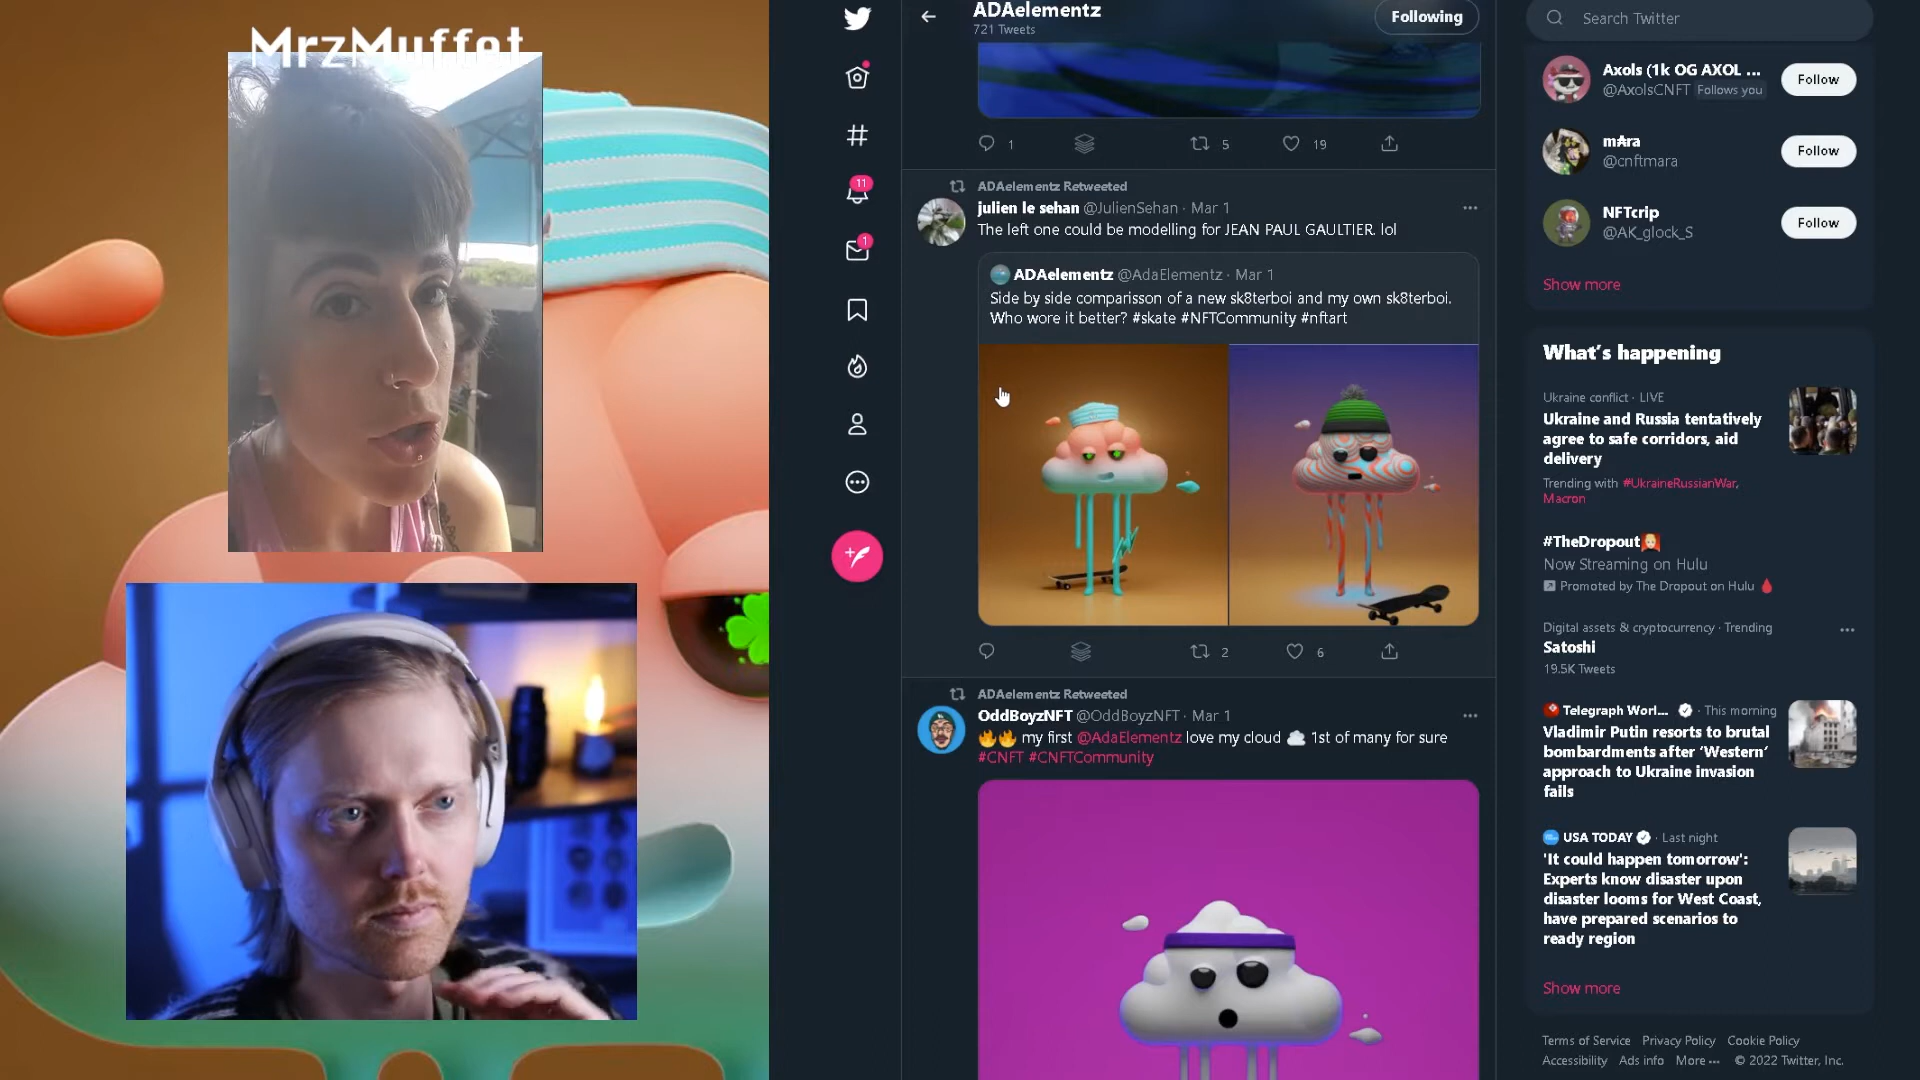 MrzMuffet
ADAelementz
721 Tweets
Following
1
5
19
ADAelementz Retweeted
julien le sehan @JulienSehan · Mar 1
The left one could be modelling for JEAN PAUL GAULTIER. lol
ADAelementz @AdaElementz · Mar 1
Side by side comparisson of a new sk8terboi and my own sk8terboi.
Who wore it better? #skate #NFTCommunity #nftart
2
6
ADAelementz Retweeted
OddBoyzNFT @OddBoyzNFT · Mar 1
🔥🔥 my first @AdaElementz love my cloud ☁️ 1st of many for sure
#CNFT #CNFTCommunity
11
1
Search Twitter
Axols (1k OG AXOL ...
@AxolsCNFT Follows you
Follow
mAra
@cnftmara
Follow
NFTcrip
@AK_glock_S
Follow
Show more
What's happening
Ukraine conflict · LIVE
Ukraine and Russia tentatively
agree to safe corridors, aid
delivery
Trending with #UkraineRussianWar,
Macron
#TheDropout
Now Streaming on Hulu
Promoted by The Dropout on Hulu 🩸
Digital assets & cryptocurrency · Trending
Satoshi
19.5K Tweets
Telegraph Worl... · This morning
Vladimir Putin resorts to brutal
bombardments after 'Western'
approach to Ukraine invasion
fails
USA TODAY · Last night
'It could happen tomorrow':
Experts know disaster upon
disaster looms for West Coast,
have prepared scenarios to
ready region
Show more
Terms of Service Privacy Policy Cookie Policy
Accessibility Ads info More ··· © 2022 Twitter, Inc.